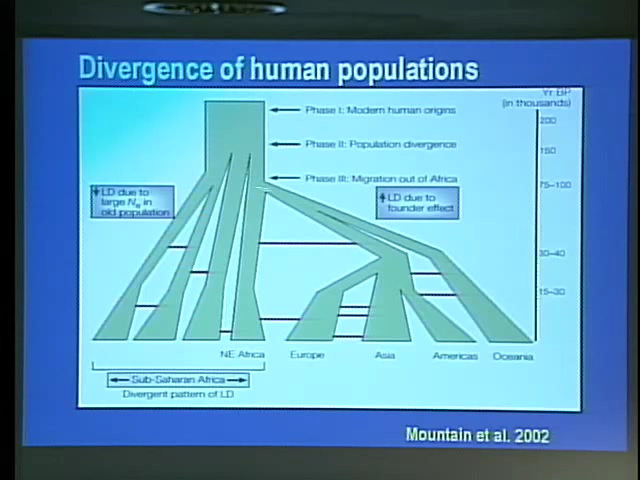 Divergence of human populations
Yr BP
(in thousands)
Phase I: Modern human origins
200
Phase II: Population divergence
150
Phase III: Migration out of Africa
75–100
LD due to
large Ne in
old population
LD due to
founder effect
30–40
15–30
NE Africa
Europe
Asia
Americas
Oceania
Sub-Saharan Africa
Divergent pattern of LD
Mountain et al. 2002